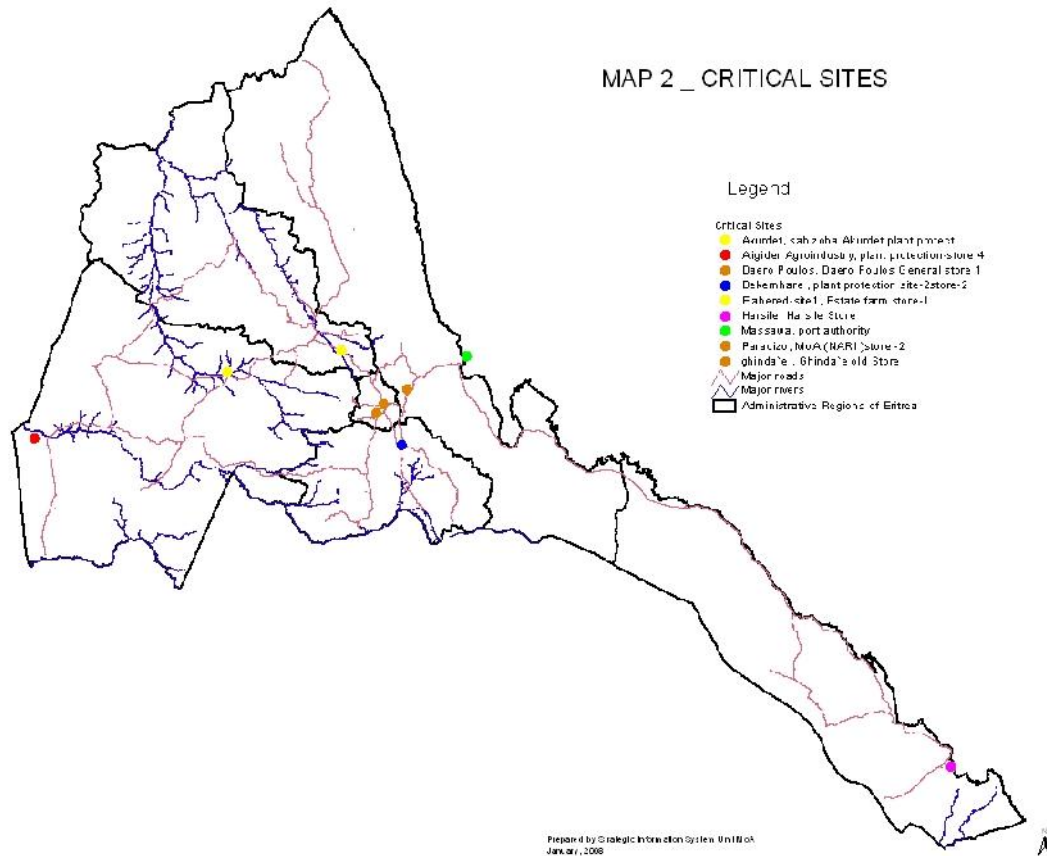 MAP 2 _ CRITICAL SITES
Legend
Critical Sites
Akurdet, subzoba Akurdet plant protect
Aligider Agroindustry, plant protection-store 4
Daero Poulos, Daero Poulos General store 1
Dekemhare, plant protection site-2store-2
Elabered-site1, Estate farm store-1
Harsile, Harsile Store
Massawa, port authority
Paradizo, MoA (NARI) store-2
ghinda`e, Ghinda`e old Store
Major roads
Major rivers
Administrative Regions of Eritrea
Prepared by Strategic Information System Unit MoA
January, 2008
N